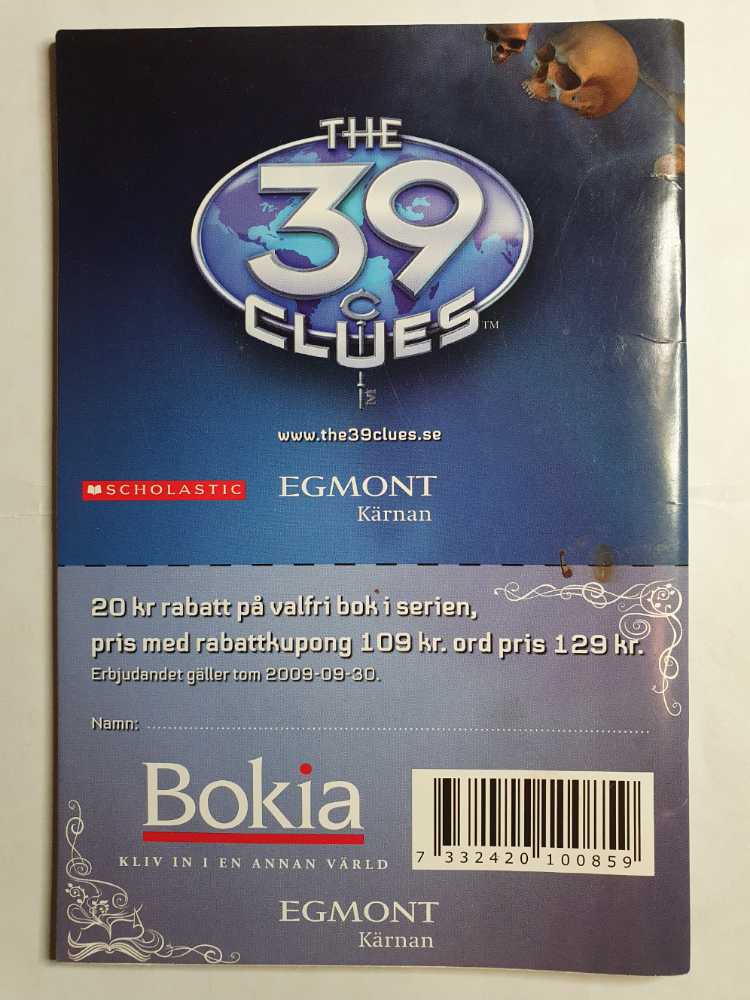 THE
39
CLUES™
www.the39clues.se
SCHOLASTIC
EGMONT
Kärnan
20 kr rabatt på valfri bok i serien,
pris med rabattkupong 109 kr. ord pris 129 kr.
Erbjudandet gäller tom 2009-09-30.
Namn: ........................................................................
Bokia
KLIV IN I EN ANNAN VÄRLD
7 332420 100859
EGMONT
Kärnan